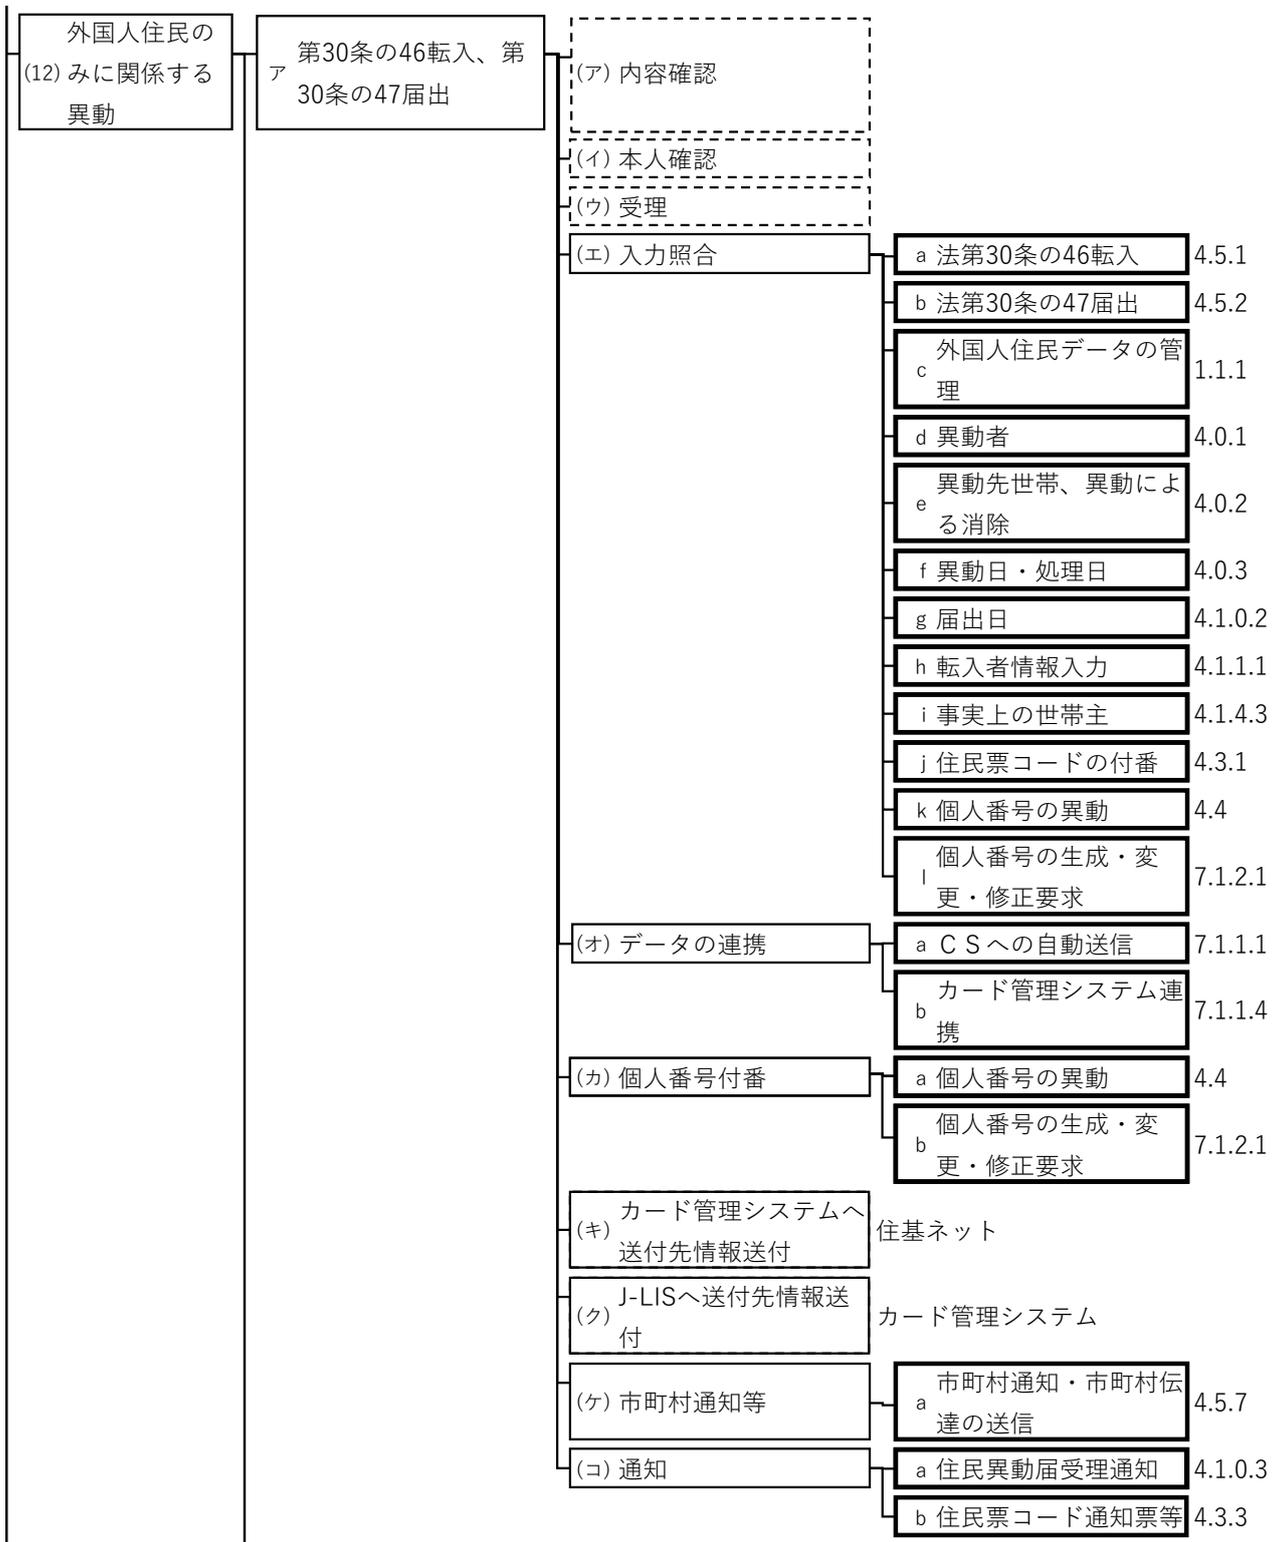 (12) 外国人住民の
みに関係する
異動
ア 第30条の46転入、第
30条の47届出
(ア) 内容確認
(イ) 本人確認
(ウ) 受理
(エ) 入力照合
a 法第30条の46転入 4.5.1
b 法第30条の47届出 4.5.2
c 外国人住民データの管
理 1.1.1
d 異動者 4.0.1
e 異動先世帯、異動によ
る消除 4.0.2
f 異動日・処理日 4.0.3
g 届出日 4.1.0.2
h 転入者情報入力 4.1.1.1
i 事実上の世帯主 4.1.4.3
j 住民票コードの付番 4.3.1
k 個人番号の異動 4.4
l 個人番号の生成・変
更・修正要求 7.1.2.1
(オ) データの連携
a ＣＳへの自動送信 7.1.1.1
b カード管理システム連
携 7.1.1.4
(カ) 個人番号付番
a 個人番号の異動 4.4
b 個人番号の生成・変
更・修正要求 7.1.2.1
(キ) カード管理システムへ
送付先情報送付 住基ネット
(ク) J-LISへ送付先情報送
付 カード管理システム
(ケ) 市町村通知等
a 市町村通知・市町村伝
達の送信 4.5.7
(コ) 通知
a 住民異動届受理通知 4.1.0.3
b 住民票コード通知票等 4.3.3